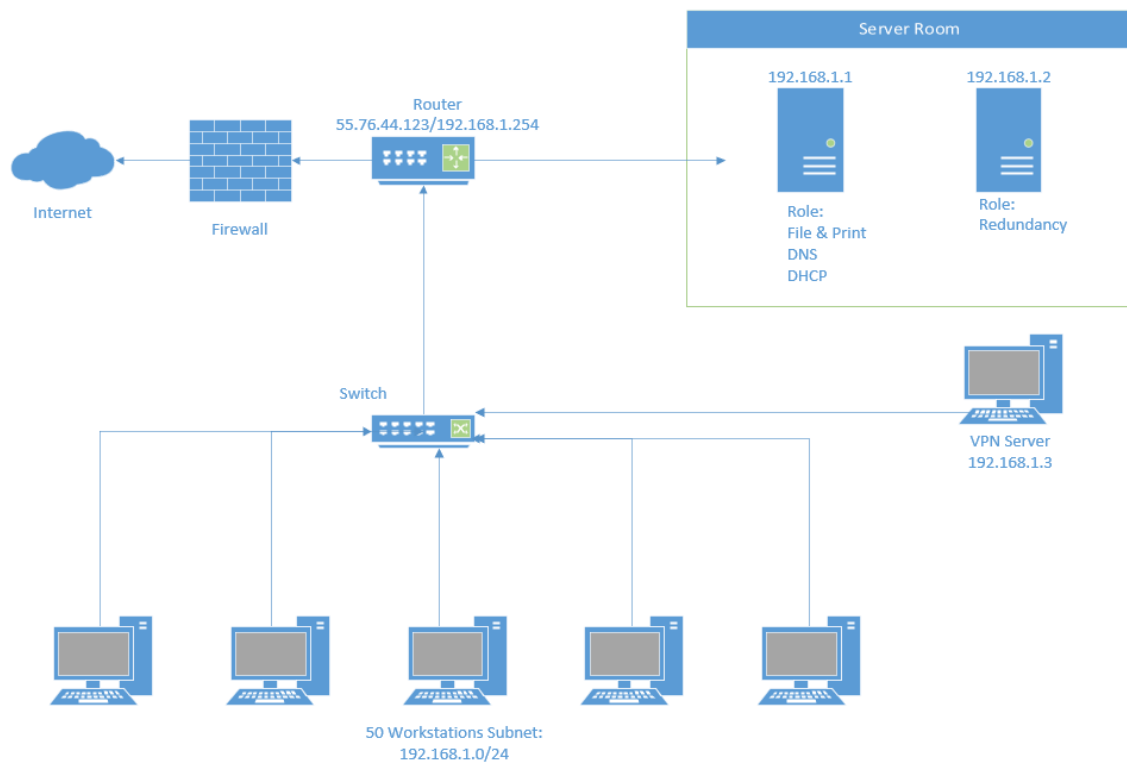 Server Room
192.168.1.1
192.168.1.2
Router
55.76.44.123/192.168.1.254
Internet
Firewall
Role:
File & Print
DNS
DHCP
Role:
Redundancy
Switch
VPN Server
192.168.1.3
50 Workstations Subnet:
192.168.1.0/24